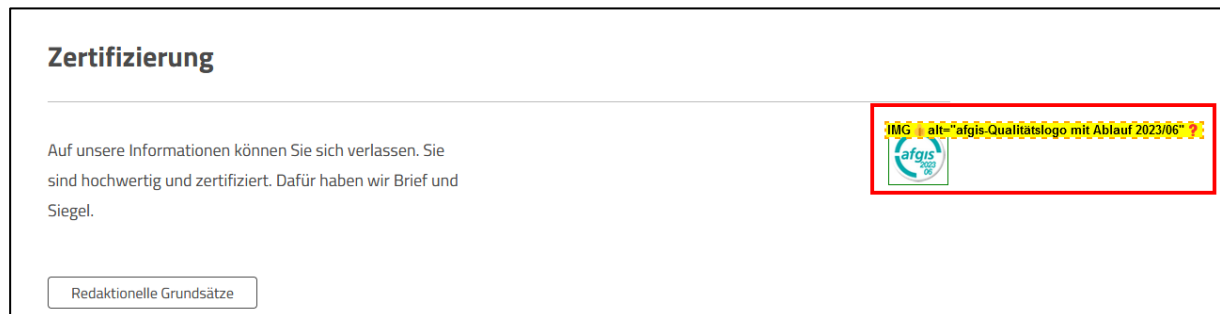 Zertifizierung
IMG alt="afgis-Qualitätslogo mit Ablauf 2023/06" ❓
afgis
2023
06
Auf unsere Informationen können Sie sich verlassen. Sie
sind hochwertig und zertifiziert. Dafür haben wir Brief und
Siegel.
Redaktionelle Grundsätze